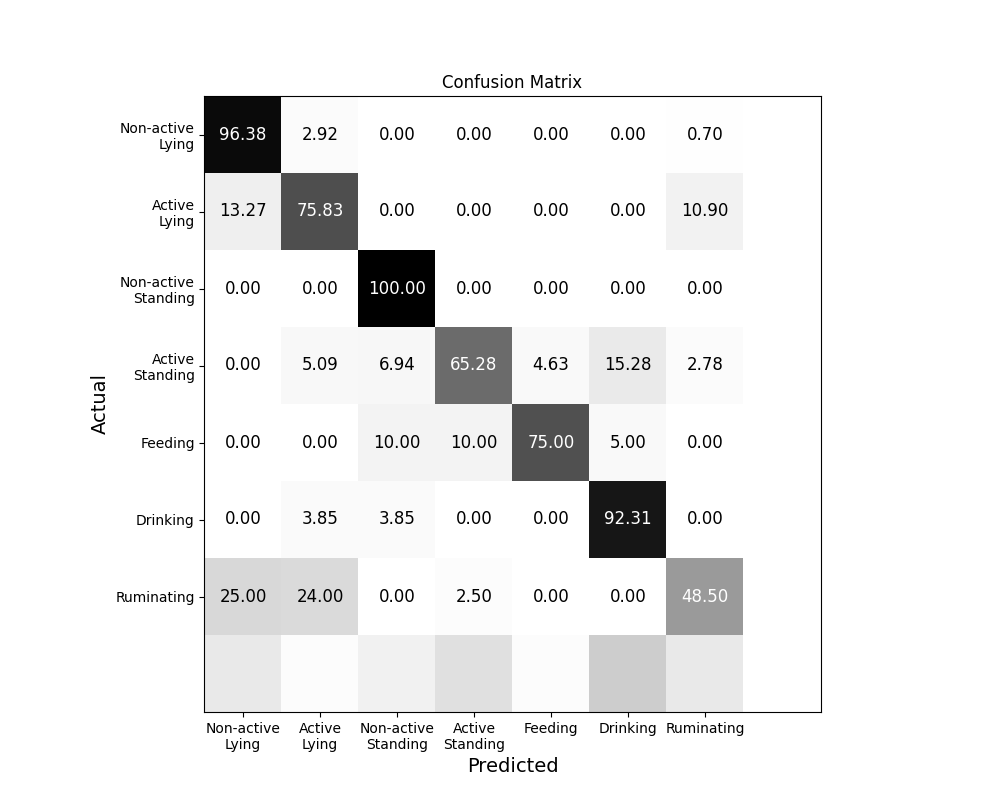 Confusion Matrix
Non-active
Lying
96.38 2.92 0.00 0.00 0.00 0.00 0.70
Active
Lying
13.27 75.83 0.00 0.00 0.00 0.00 10.90
Non-active
Standing
0.00 0.00 100.00 0.00 0.00 0.00 0.00
Active
Standing
0.00 5.09 6.94 65.28 4.63 15.28 2.78
Actual
Feeding 0.00 0.00 10.00 10.00 75.00 5.00 0.00
Drinking 0.00 3.85 3.85 0.00 0.00 92.31 0.00
Ruminating 25.00 24.00 0.00 2.50 0.00 0.00 48.50
Non-active Active Non-active Active Feeding Drinking Ruminating
Lying Lying Standing Standing
Predicted